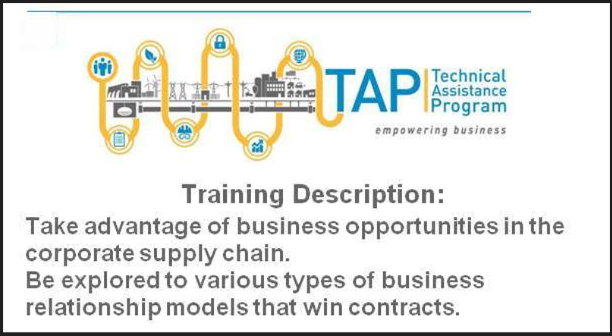 TAP
Technical
Assistance
Program
empowering business
Training Description:
Take advantage of business opportunities in the
corporate supply chain.
Be explored to various types of business
relationship models that win contracts.